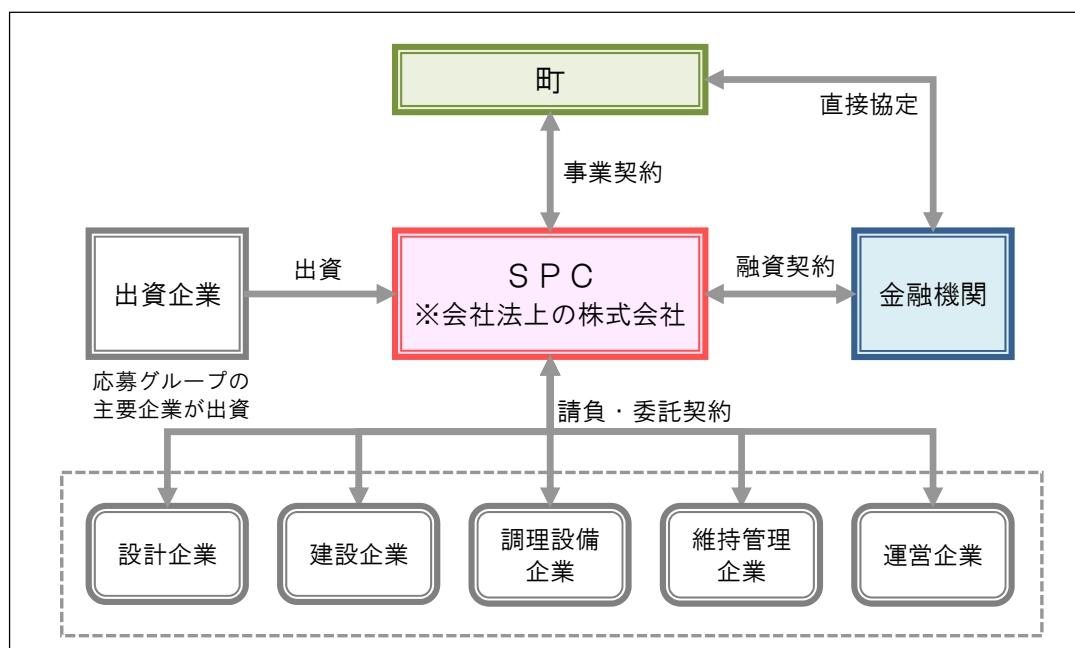 町
直接協定
事業契約
出資企業
出資
ＳＰＣ
※会社法上の株式会社
融資契約
金融機関
応募グループの
主要企業が出資
請負・委託契約
設計企業
建設企業
調理設備
企業
維持管理
企業
運営企業